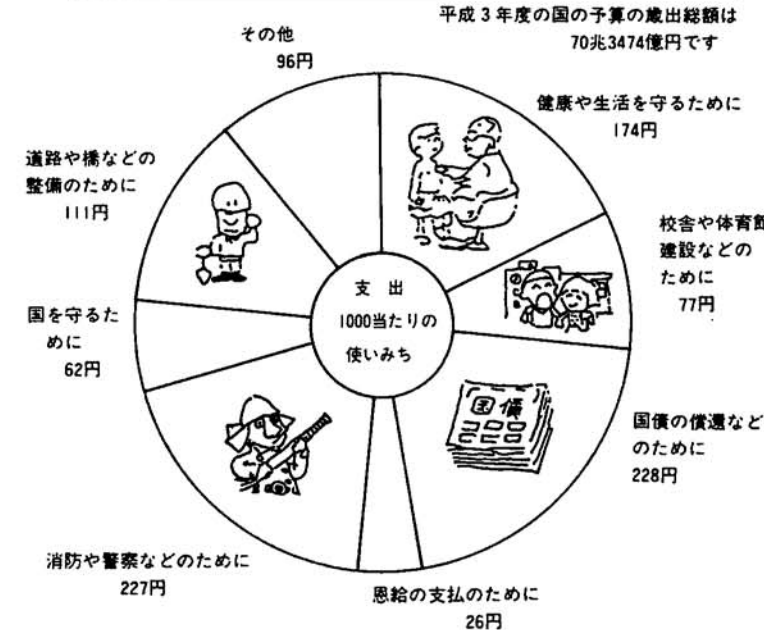 平成3年度の国の予算の歳出総額は
70兆3474億円です
その他
96円
健康や生活を守るために
174円
道路や橋などの
整備のために
111円
校舎や体育館
建設などの
ために
77円
支出
1000当たりの
使いみち
国を守るた
めに
62円
国債
国債の償還など
のために
228円
消防や警察などのために
227円
恩給の支払のために
26円